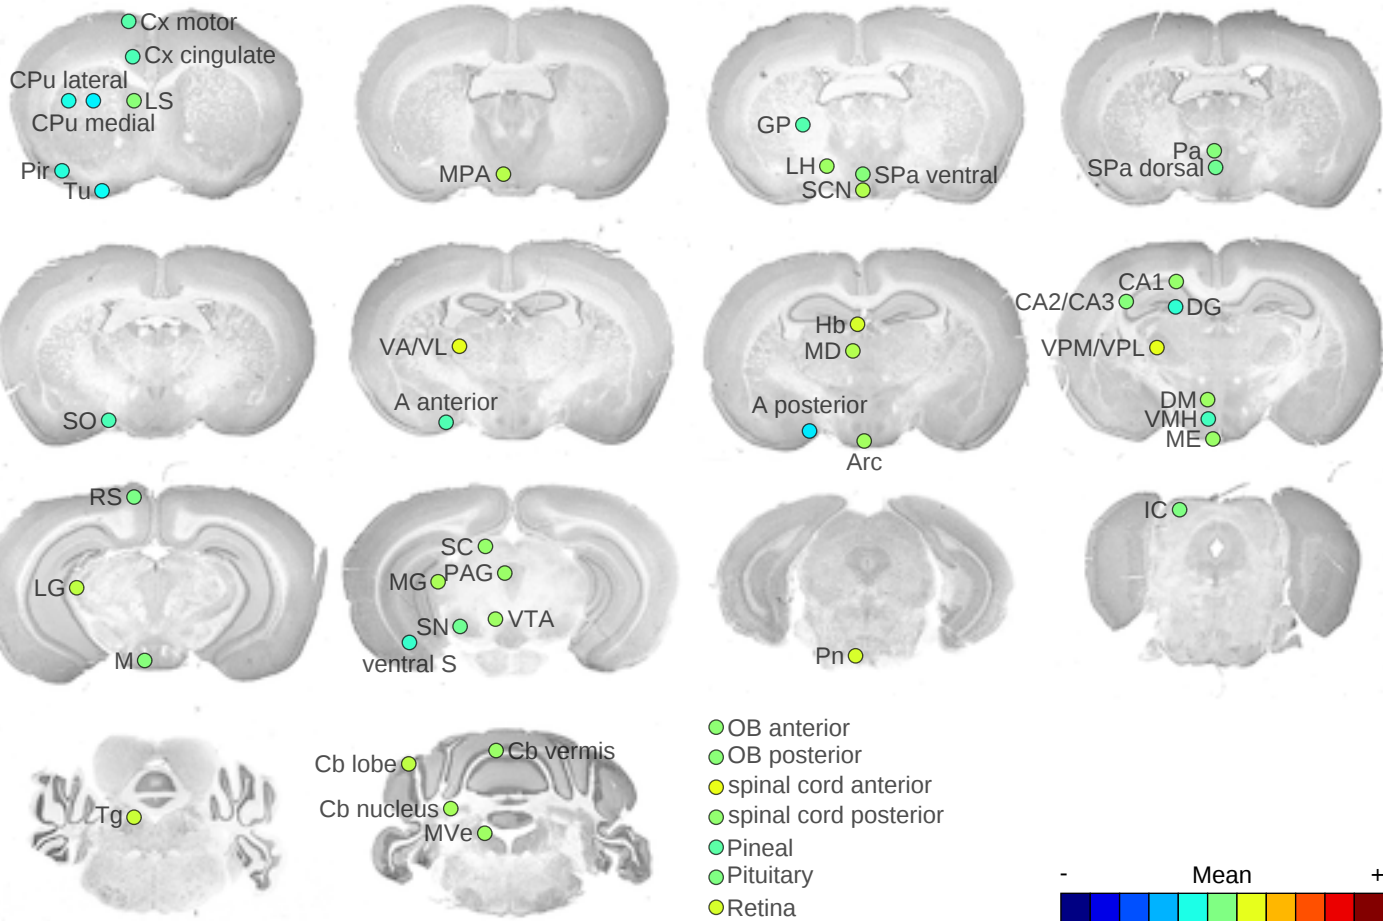 Cx motor
Cx cingulate
CPu lateral
LS
CPu medial
Pir
Tu
MPA
GP
LH
SPa ventral
SCN
Pa
SPa dorsal
SO
VA/VL
A anterior
Hb
MD
A posterior
Arc
CA1
CA2/CA3
DG
VPM/VPL
DM
VMH
ME
RS
LG
M
SC
PAG
MG
VTA
SN
ventral S
Pn
IC
Tg
Cb vermis
Cb lobe
Cb nucleus
MVe
OB anterior
OB posterior
spinal cord anterior
spinal cord posterior
Pineal
Pituitary
Retina
- Mean +